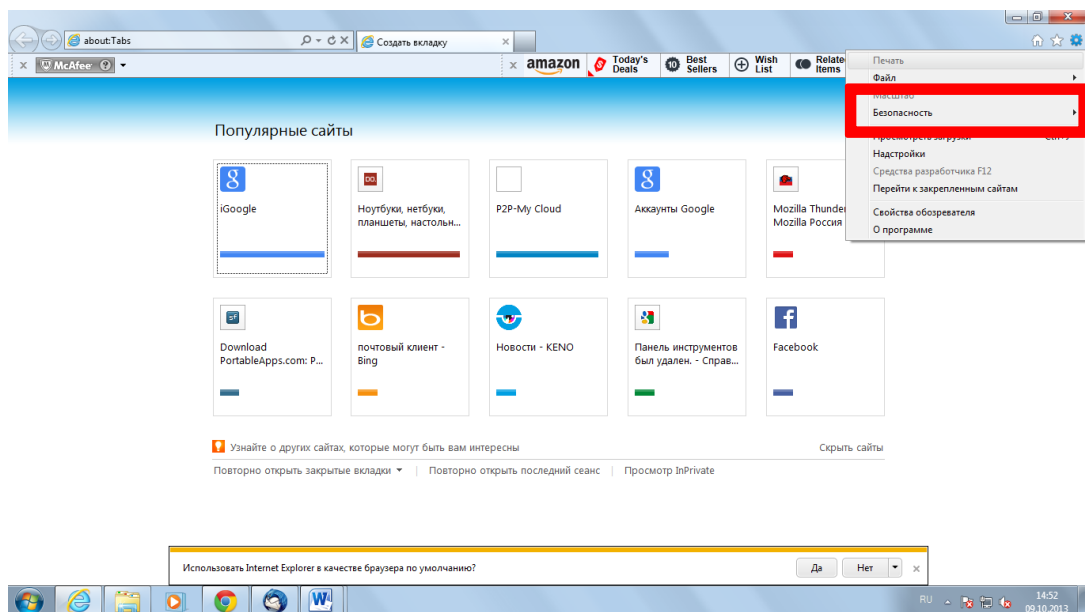 about:Tabs
Создать вкладку
McAfee
amazon
Today's Deals
10
Best Sellers
Wish List
Related Items
Печать
Файл
Масштаб
Безопасность
Просмотреть загрузки Ctrl+J
Надстройки
Средства разработчика F12
Перейти к закрепленным сайтам
Свойства обозревателя
О программе
Популярные сайты
iGoogle
DO.
Ноутбуки, нетбуки,
планшеты, настольн...
P2P-My Cloud
Аккаунты Google
Mozilla Thunde
Mozilla Россия
Download
PortableApps.com: P...
почтовый клиент -
Bing
Новости - KENO
Панель инструментов
был удален. - Справ...
Facebook
Узнайте о других сайтах, которые могут быть вам интересны
Скрыть сайты
Повторно открыть закрытые вкладки
Повторно открыть последний сеанс
Просмотр InPrivate
Использовать Internet Explorer в качестве браузера по умолчанию?
Да
Нет
RU
14:52
09.10.2013